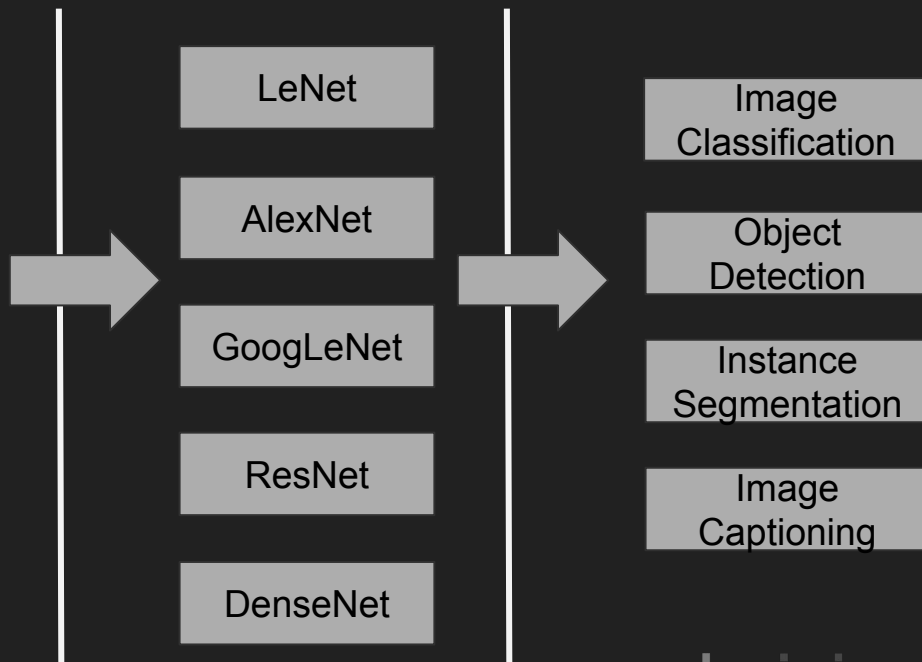 LeNet
AlexNet
GoogLeNet
ResNet
DenseNet
Image
Classification
Object
Detection
Instance
Segmentation
Image
Captioning